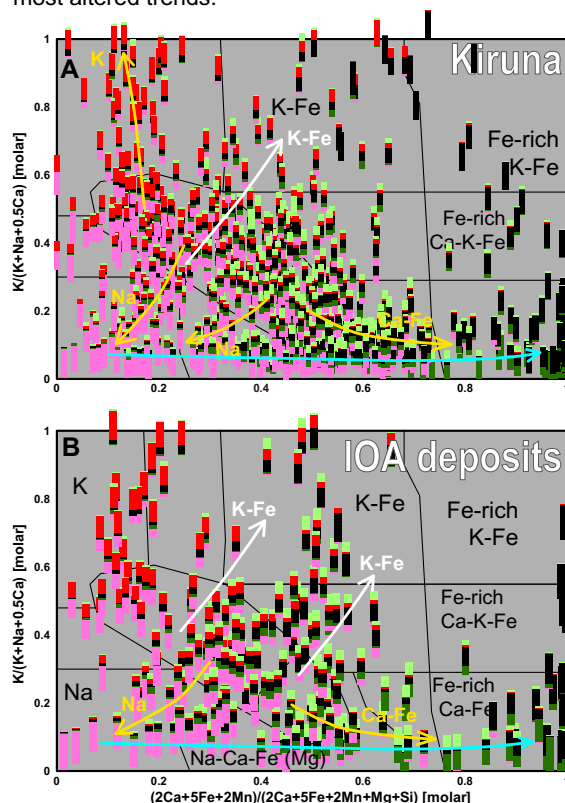 most altered trends.
A
Kiruna
K
K-Fe
K-Fe
Fe-rich
K-Fe
Fe-rich
Ca-K-Fe
Na
Na
Ca-Fe
K/(K+Na+0.5Ca) [molar]
1
0.8
0.6
0.4
0.2
0
0
0.2
0.4
0.6
0.8
1
B
IOA deposits
K
K-Fe
K-Fe
K-Fe
Fe-rich
K-Fe
Fe-rich
Ca-K-Fe
Na
Na
Ca-Fe
Fe-rich
Ca-Fe
Na-Ca-Fe (Mg)
K/(K+Na+0.5Ca) [molar]
1
0.8
0.6
0.4
0.2
0
0
0.2
0.4
0.6
0.8
1
(2Ca+5Fe+2Mn)/(2Ca+5Fe+2Mn+Mg+Si) [molar]